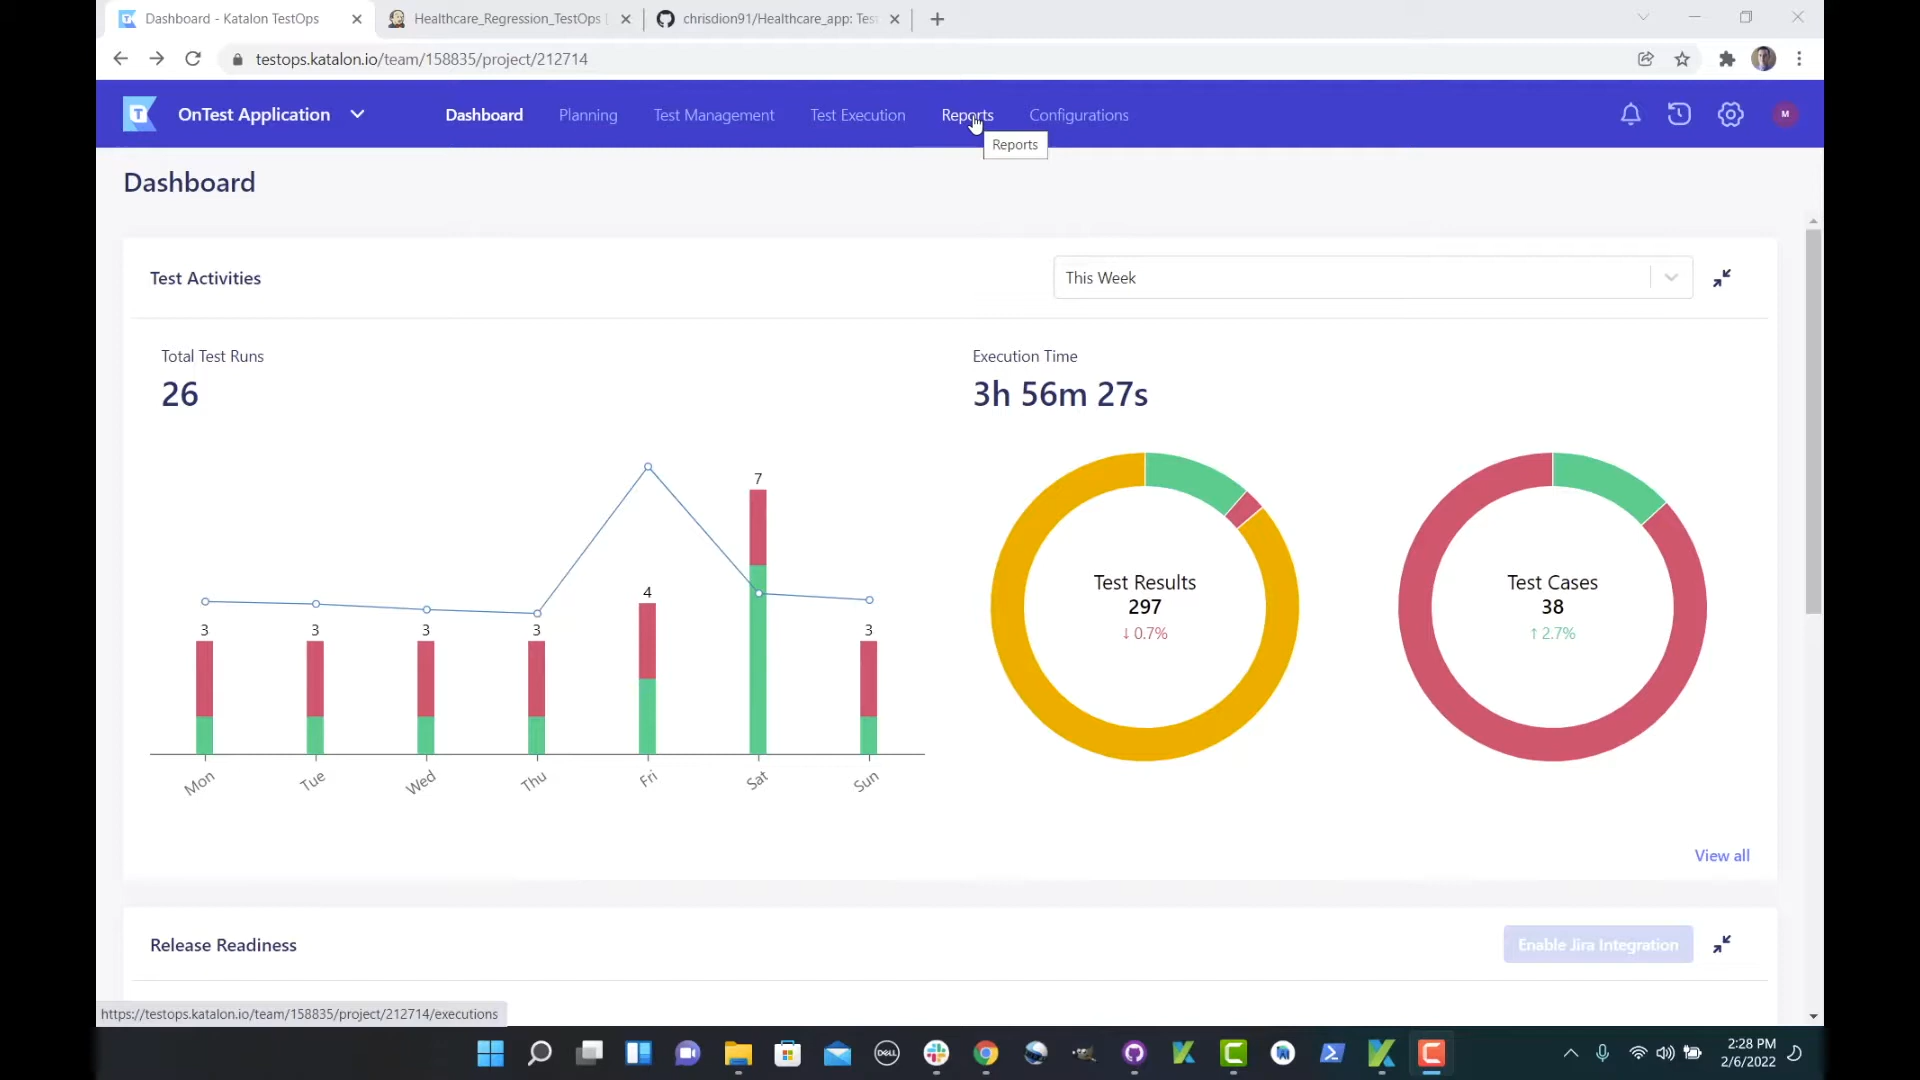 Dashboard - Katalon TestOps
Healthcare_Regression_TestOps
chrisdion91/Healthcare_app: Tes
testops.katalon.io/team/158835/project/212714
T
OnTest Application
Dashboard
Planning
Test Management
Test Execution
Reports
Configurations
M
Reports
Dashboard
Test Activities
This Week
Total Test Runs
26
Execution Time
3h 56m 27s
7
4
3
3
3
3
3
Mon
Tue
Wed
Thu
Fri
Sat
Sun
Test Results
297
↓ 0.7%
Test Cases
38
↑ 2.7%
View all
Release Readiness
Enable Jira Integration
https://testops.katalon.io/team/158835/project/212714/executions
DELL
2:28 PM
2/6/2022